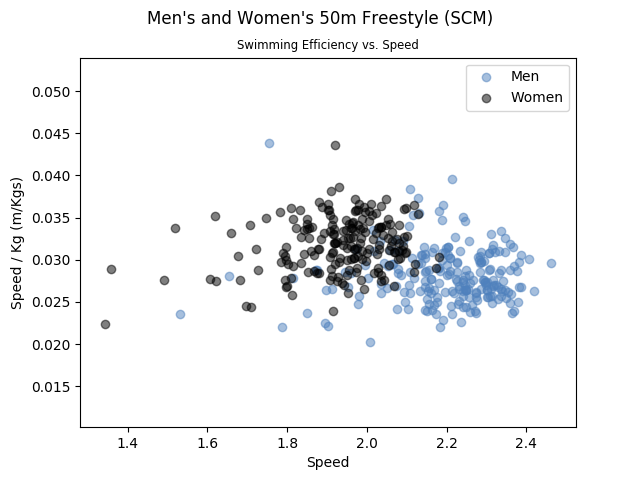 Men's and Women's 50m Freestyle (SCM)
Swimming Efficiency vs. Speed
Men
Women
Speed / Kg (m/Kgs)
0.050
0.045
0.040
0.035
0.030
0.025
0.020
0.015
1.4 1.6 1.8 2.0 2.2 2.4
Speed